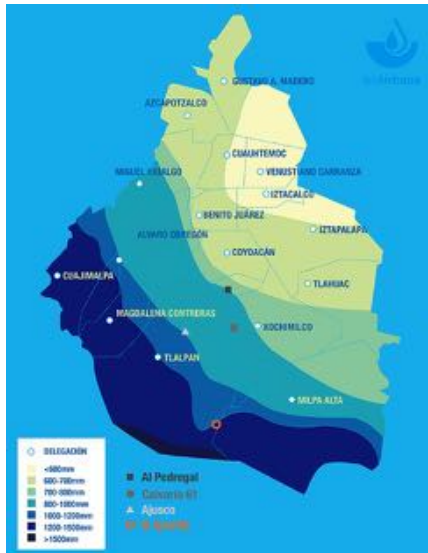 GUSTAVO A. MADERO
AZCAPOTZALCO
CUAUHTEMOC
MIGUEL HIDALGO
VENUSTIANO CARRANZA
IZTACALCO
BENITO JUÁREZ
ALVARO OBREGÓN
IZTAPALAPA
COYOACÁN
CUAJIMALPA
TLAHUAC
MAGDALENA CONTRERAS
XOCHIMILCO
TLALPAN
MILPA ALTA
DELEGACIÓN
<600mm
600-700mm
700-800mm
800-1000mm
1000-1200mm
1200-1500mm
>1500mm
Al Pedregal
Calvario 61
Ajusco